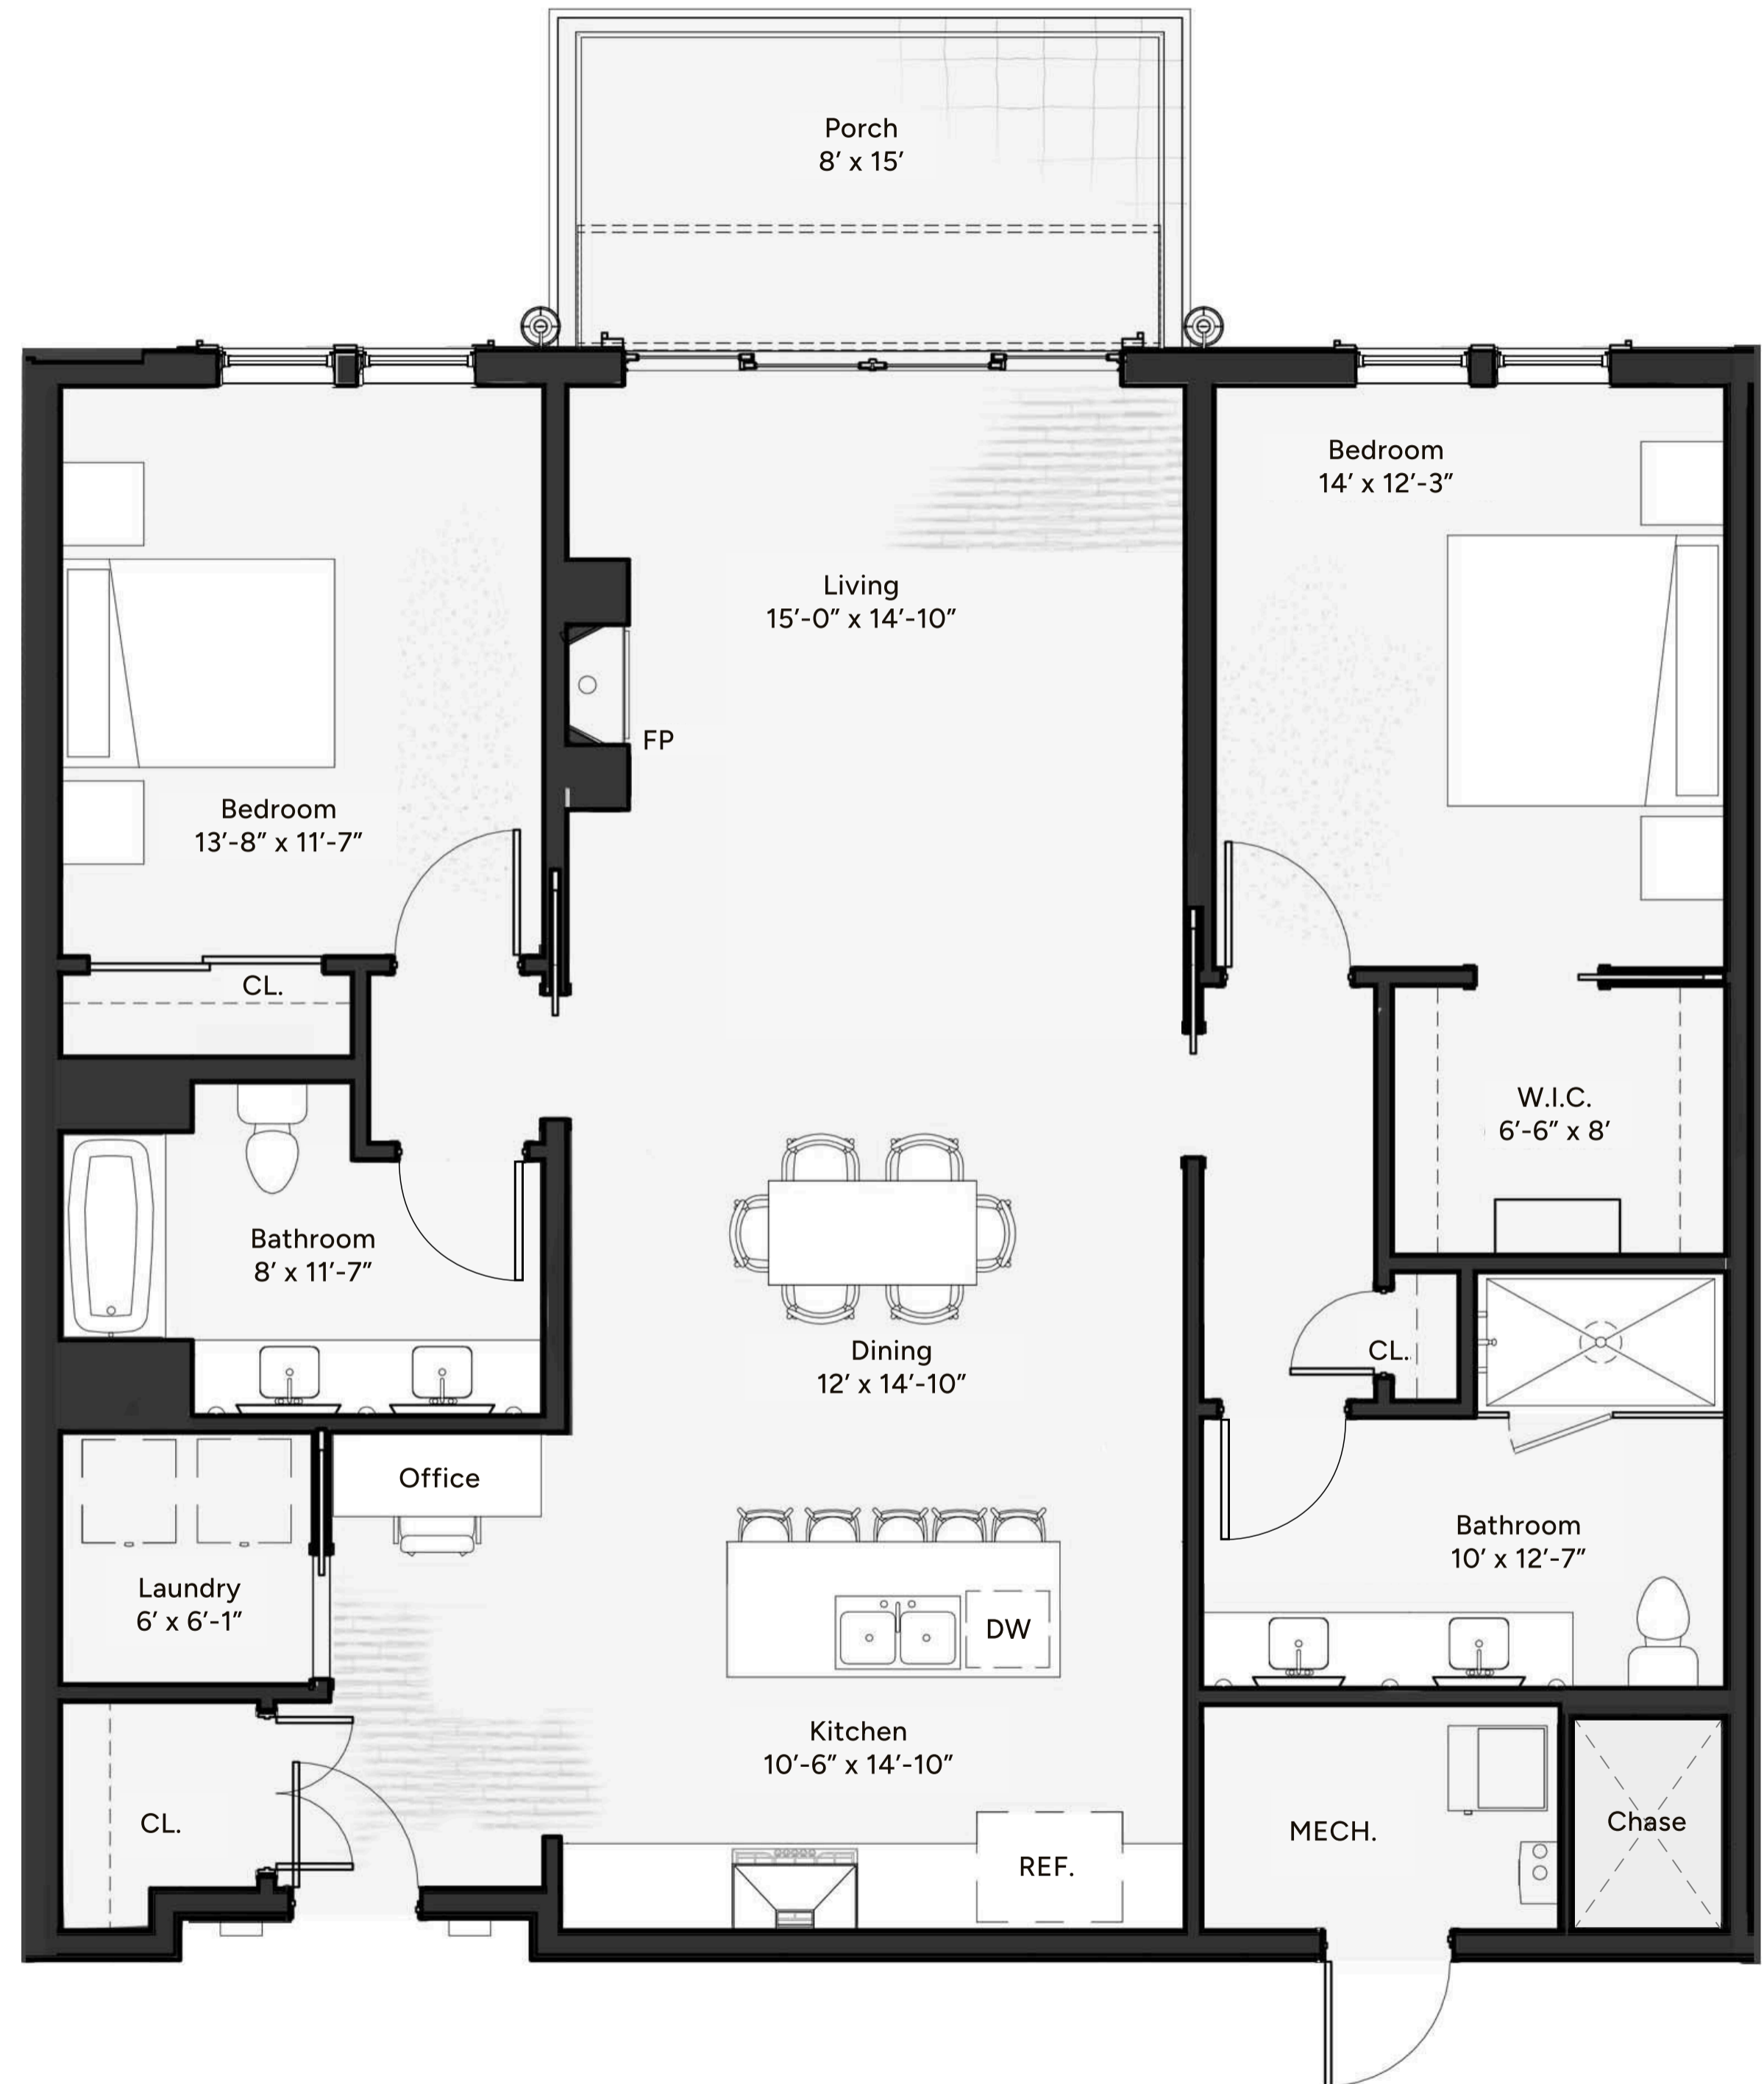 Porch
8’ x 15’
Bedroom
14’ x 12’-3”
Living
15’-0” x 14’-10”
FP
Bedroom
13’-8” x 11’-7”
CL.
W.I.C.
6’-6” x 8’
Bathroom
8’ x 11’-7”
Dining
12’ x 14’-10”
CL.
Office
Bathroom
10’ x 12’-7”
Laundry
6’ x 6’-1”
DW
Kitchen
10’-6” x 14’-10”
CL.
MECH.
Chase
REF.